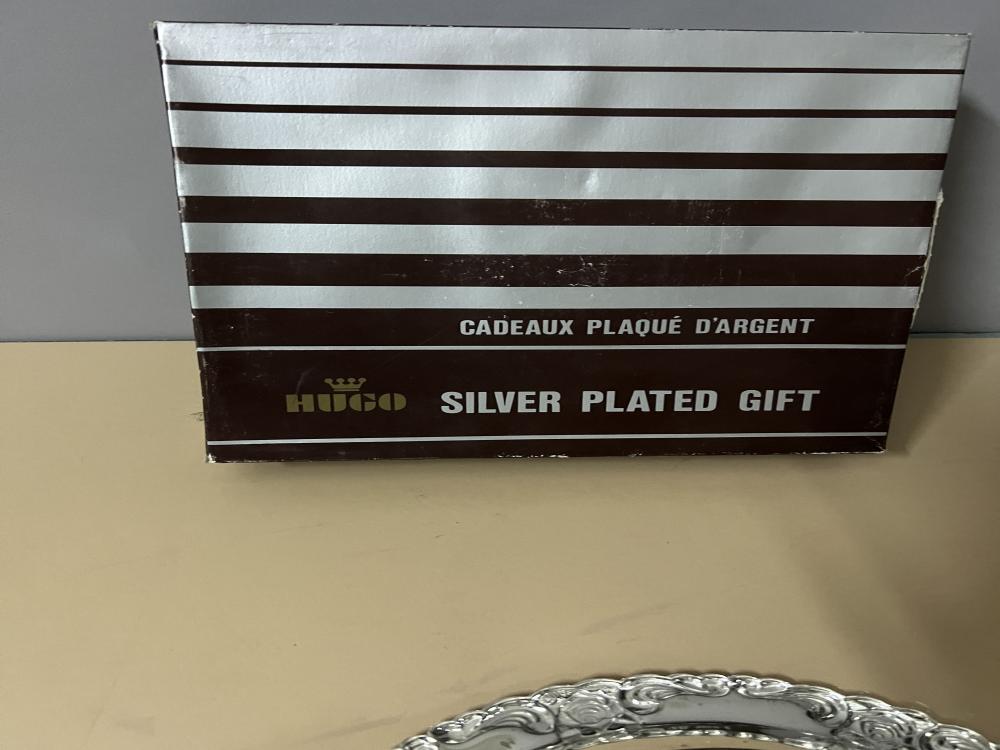 CADEAUX PLAQUÉ D'ARGENT
HUGO SILVER PLATED GIFT